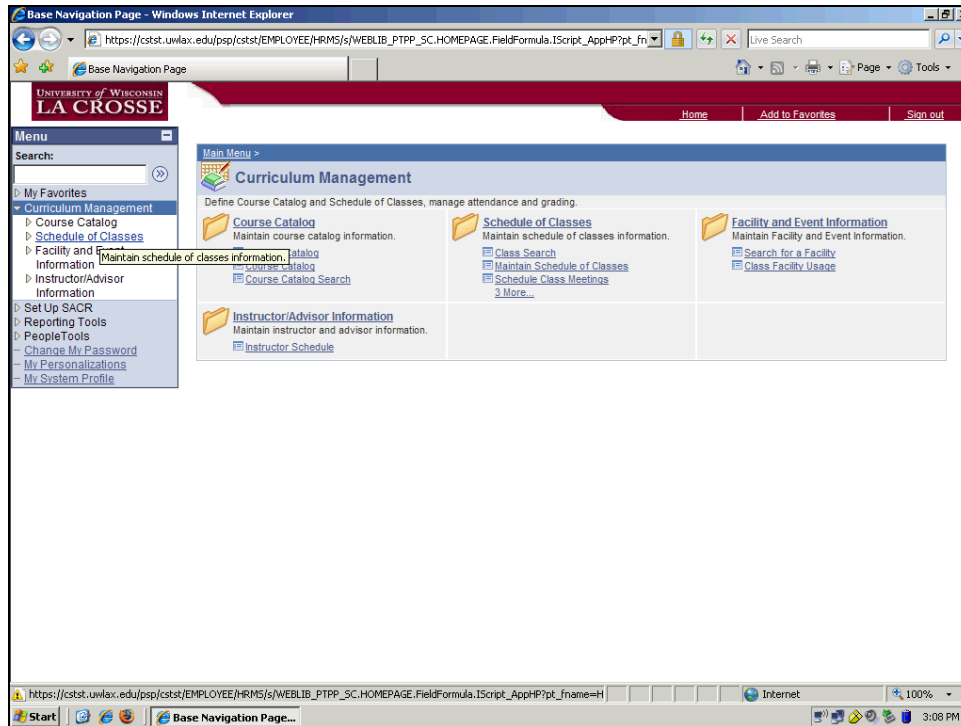 Base Navigation Page - Windows Internet Explorer
https://cstst.uwlax.edu/psp/cstst/EMPLOYEE/HRMS/s/WEBLIB_PTPP_SC.HOMEPAGE.FieldFormula.IScript_AppHP?pt_fn
Live Search
Base Navigation Page
Page
Tools
UNIVERSITY of WISCONSIN
LA CROSSE
Home
Add to Favorites
Sign out
Menu
Search:
My Favorites
Curriculum Management
Course Catalog
Schedule of Classes
Facility and Event
Information
Maintain schedule of classes information.
Instructor/Advisor
Information
Set Up SACR
Reporting Tools
PeopleTools
Change My Password
My Personalizations
My System Profile
Main Menu >
Curriculum Management
Define Course Catalog and Schedule of Classes, manage attendance and grading.
Course Catalog
Maintain course catalog information.
Catalog
Course Catalog
Course Catalog Search
Schedule of Classes
Maintain schedule of classes information.
Class Search
Maintain Schedule of Classes
Schedule Class Meetings
3 More...
Facility and Event Information
Maintain Facility and Event Information.
Search for a Facility
Class Facility Usage
Instructor/Advisor Information
Maintain instructor and advisor information.
Instructor Schedule
https://cstst.uwlax.edu/psp/cstst/EMPLOYEE/HRMS/s/WEBLIB_PTPP_SC.HOMEPAGE.FieldFormula.IScript_AppHP?pt_fname=H
Internet
100%
Start
Base Navigation Page...
3:08 PM